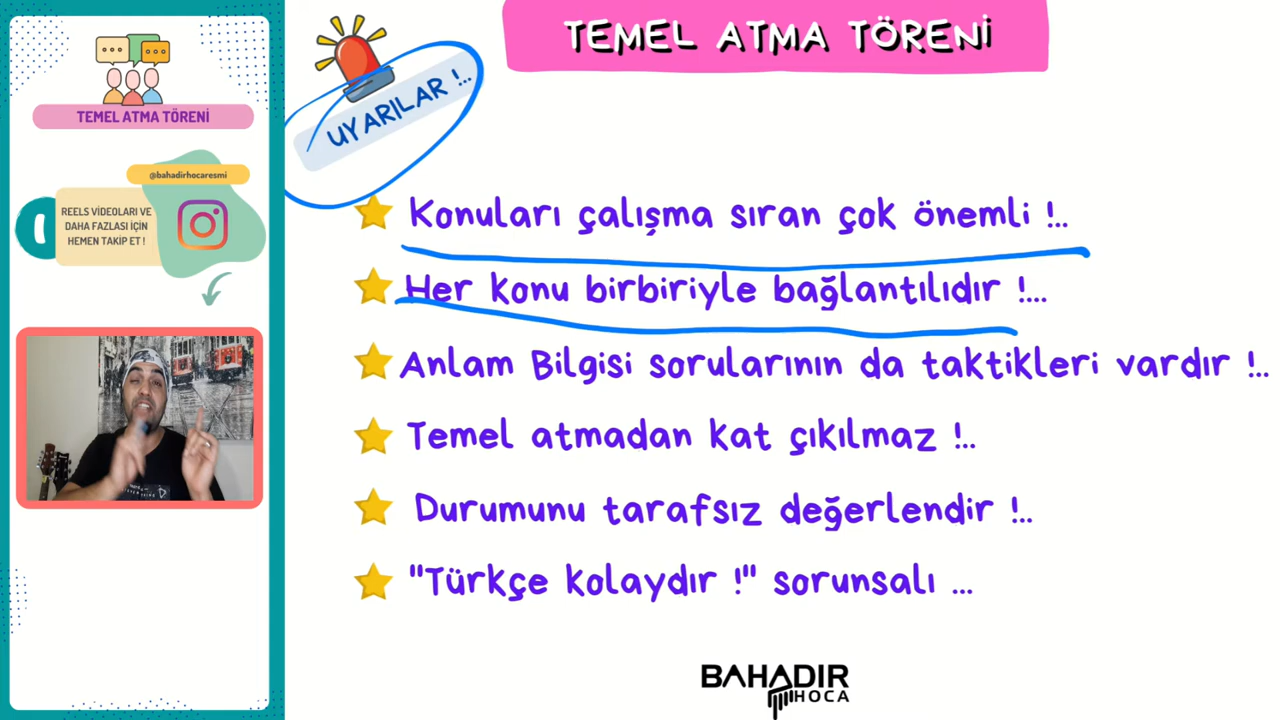 TEMEL ATMA TÖRENİ
@bahadirhocaresmi
REELS VİDEOLARI VE
DAHA FAZLASI İÇİN
HEMEN TAKİP ET !
TEMEL ATMA TÖRENİ
UYARILAR !..
Konuları çalışma sıran çok önemli !..
Her konu birbiriyle bağlantılıdır !...
Anlam Bilgisi sorularının da taktikleri vardır !..
Temel atmadan kat çıkılmaz !..
Durumunu tarafsız değerlendir !..
"Türkçe kolaydır !" sorunsalı ...
BAHADIR
HOCA